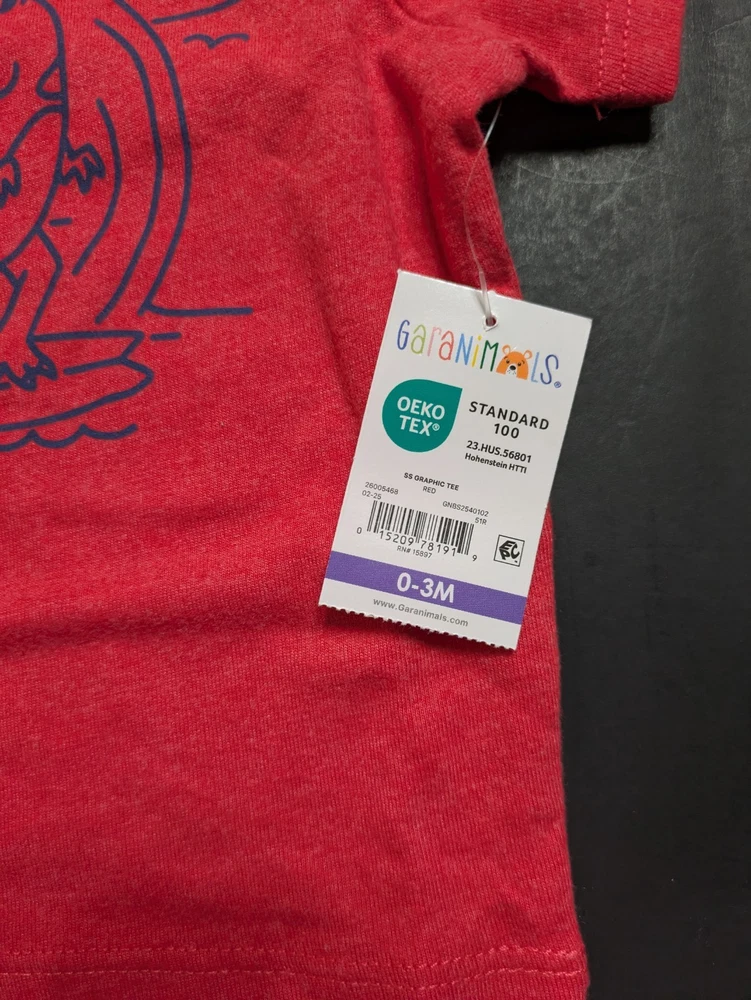 GaraNiMALS®
OEKO
TEX®
STANDARD
100
23.HUS.56801
Hohenstein HTTI
SS GRAPHIC TEE
RED
26005468
GNBS2540102
02-25
51R
0 15209 78191 9
RN# 15897
EPC
0-3M
www.Garanimals.com